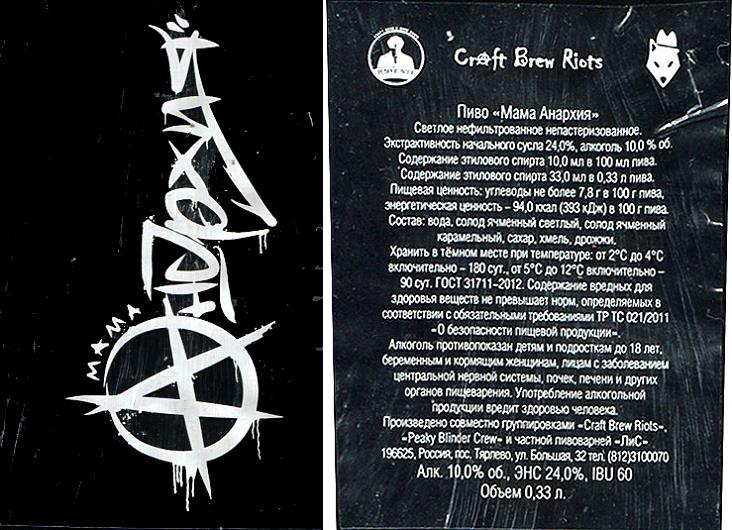 МАМА
Анархия
Craft Brew Riots
Пиво «Мама Анархия»
Светлое нефильтрованное непастеризованное.
Экстрактивность начального сусла 24,0%, алкоголь 10,0 % об.
Содержание этилового спирта 10,0 мл в 100 мл пива.
Содержание этилового спирта 33,0 мл в 0,33 л пива.
Пищевая ценность: углеводы не более 7,8 г в 100 г пива,
энергетическая ценность – 94,0 ккал (393 кДж) в 100 г пива.
Состав: вода, солод ячменный светлый, солод ячменный
карамельный, сахар, хмель, дрожжи.
Хранить в тёмном месте при температуре: от 2°C до 4°C
включительно – 180 сут., от 5°C до 12°C включительно –
90 сут. ГОСТ 31711–2012. Содержание вредных для
здоровья веществ не превышает норм, определяемых в
соответствии с обязательными требованиями ТР ТС 021/2011
«О безопасности пищевой продукции».
Алкоголь противопоказан детям и подросткам до 18 лет,
беременным и кормящим женщинам, лицам с заболеванием
центральной нервной системы, почек, печени и других
органов пищеварения. Употребление алкогольной
продукции вредит здоровью человека.
Произведено совместно группировками «Craft Brew Riots»,
«Peaky Blinder Crew» и частной пивоварней «ЛиС»
196625, Россия, пос. Тярлево, ул. Большая, 32 тел. (812)3100070
Алк. 10,0% об., ЭНС 24,0%, IBU 60
Объем 0,33 л.